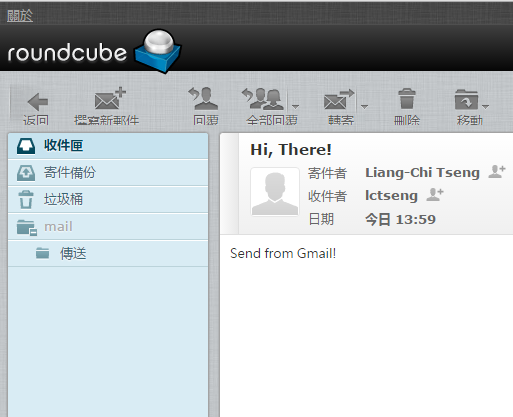 關於
roundcube
返回 撰寫新郵件 回覆 全部回覆 轉寄 刪除 移動
收件匣
寄件備份
垃圾桶
mail
傳送
Hi, There!
寄件者 Liang-Chi Tseng
收件者 lctseng
日期 今日 13:59
Send from Gmail!